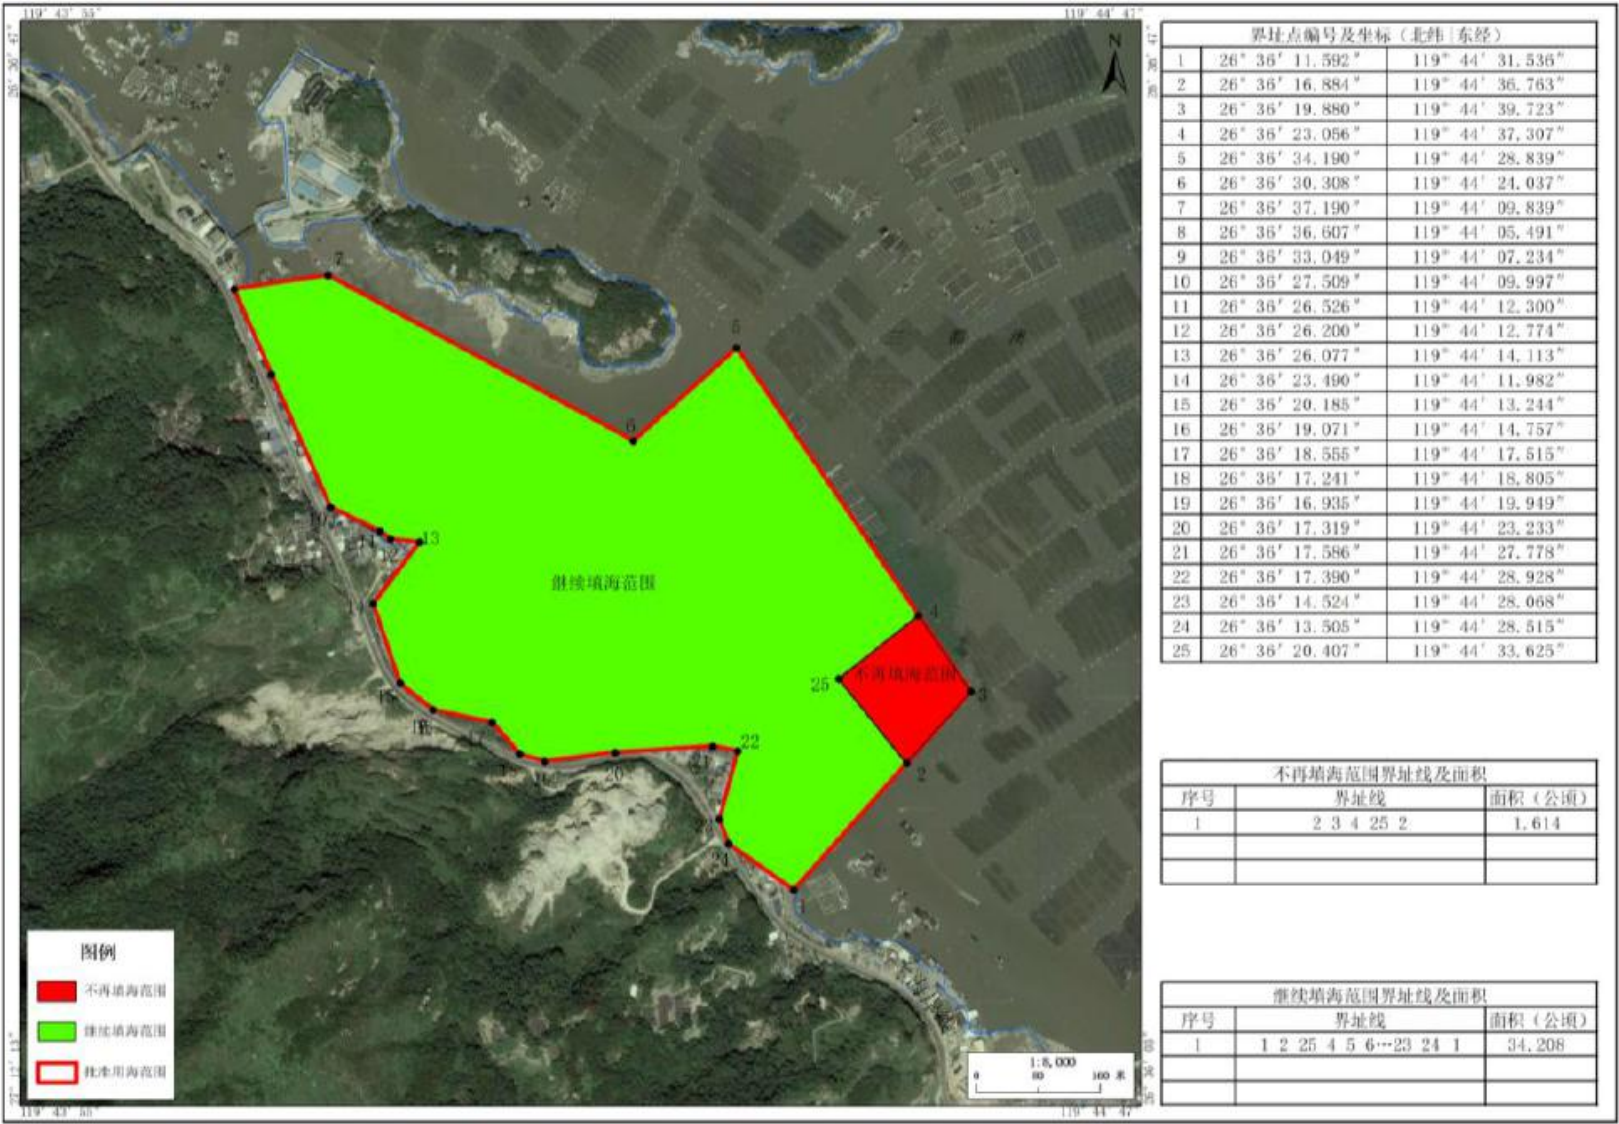 119° 43′ 55″
119° 44′ 47″
N
7
5
6
13
继续填海范围
4
25
不再填海范围
3
22
2
20
21
24
1
图例
不再填海范围
继续填海范围
批准用海范围
1:8,000
0 80 160 米
119° 43′ 55″
119° 44′ 47″
界址点编号及坐标（北纬|东经）
1 26° 36′ 11.592″ 119° 44′ 31.536″
2 26° 36′ 16.884″ 119° 44′ 36.763″
3 26° 36′ 19.880″ 119° 44′ 39.723″
4 26° 36′ 23.056″ 119° 44′ 37.307″
5 26° 36′ 34.190″ 119° 44′ 28.839″
6 26° 36′ 30.308″ 119° 44′ 24.037″
7 26° 36′ 37.190″ 119° 44′ 09.839″
8 26° 36′ 36.607″ 119° 44′ 05.491″
9 26° 36′ 33.049″ 119° 44′ 07.234″
10 26° 36′ 27.509″ 119° 44′ 09.997″
11 26° 36′ 26.526″ 119° 44′ 12.300″
12 26° 36′ 26.200″ 119° 44′ 12.774″
13 26° 36′ 26.077″ 119° 44′ 14.113″
14 26° 36′ 23.490″ 119° 44′ 11.982″
15 26° 36′ 20.185″ 119° 44′ 13.244″
16 26° 36′ 19.071″ 119° 44′ 14.757″
17 26° 36′ 18.555″ 119° 44′ 17.515″
18 26° 36′ 17.241″ 119° 44′ 18.805″
19 26° 36′ 16.935″ 119° 44′ 19.949″
20 26° 36′ 17.319″ 119° 44′ 23.233″
21 26° 36′ 17.586″ 119° 44′ 27.778″
22 26° 36′ 17.390″ 119° 44′ 28.928″
23 26° 36′ 14.524″ 119° 44′ 28.068″
24 26° 36′ 13.505″ 119° 44′ 28.515″
25 26° 36′ 20.407″ 119° 44′ 33.625″
不再填海范围界址线及面积
序号 界址线 面积（公顷）
1 2 3 4 25 2 1.614
继续填海范围界址线及面积
序号 界址线 面积（公顷）
1 1 2 25 4 5 6…23 24 1 34.208